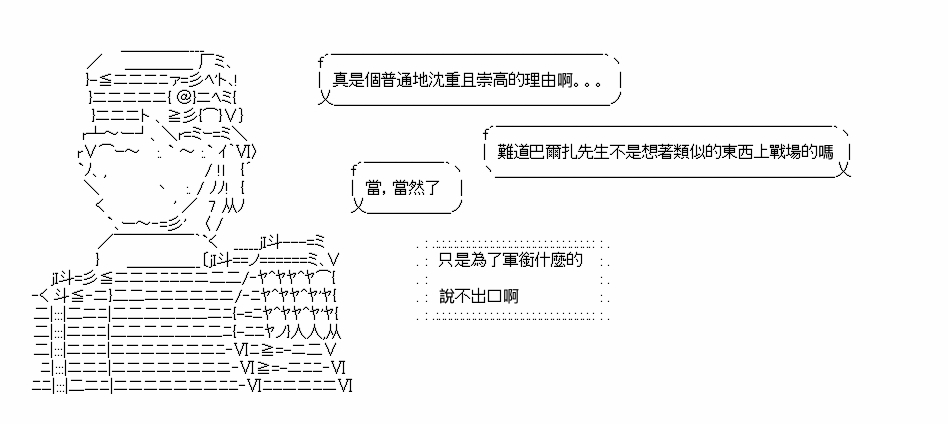 真是個普通地沈重且崇高的理由啊。。。
難道巴爾扎先生不是想著類似的東西上戰場的嗎
當，當然了
只是為了軍銜什麼的
說不出口啊